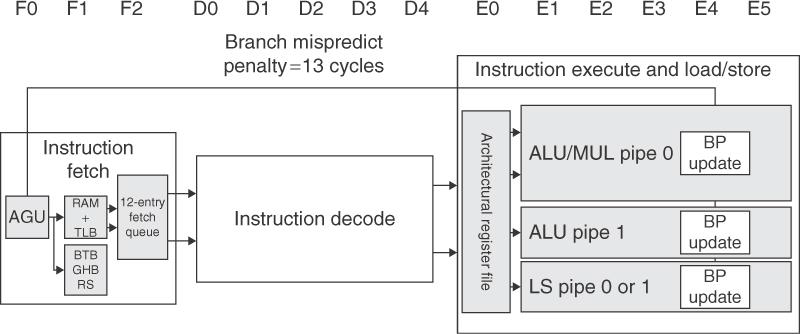 F0 F1 F2 D0 D1 D2 D3 D4 E0 E1 E2 E3 E4 E5
Branch mispredict
penalty=13 cycles
Instruction execute and load/store
Instruction
fetch
AGU
RAM
+
TLB
BTB
GHB
RS
12-entry
fetch
queue
Instruction decode
Architectural register file
ALU/MUL pipe 0
BP
update
ALU pipe 1
BP
update
LS pipe 0 or 1
BP
update